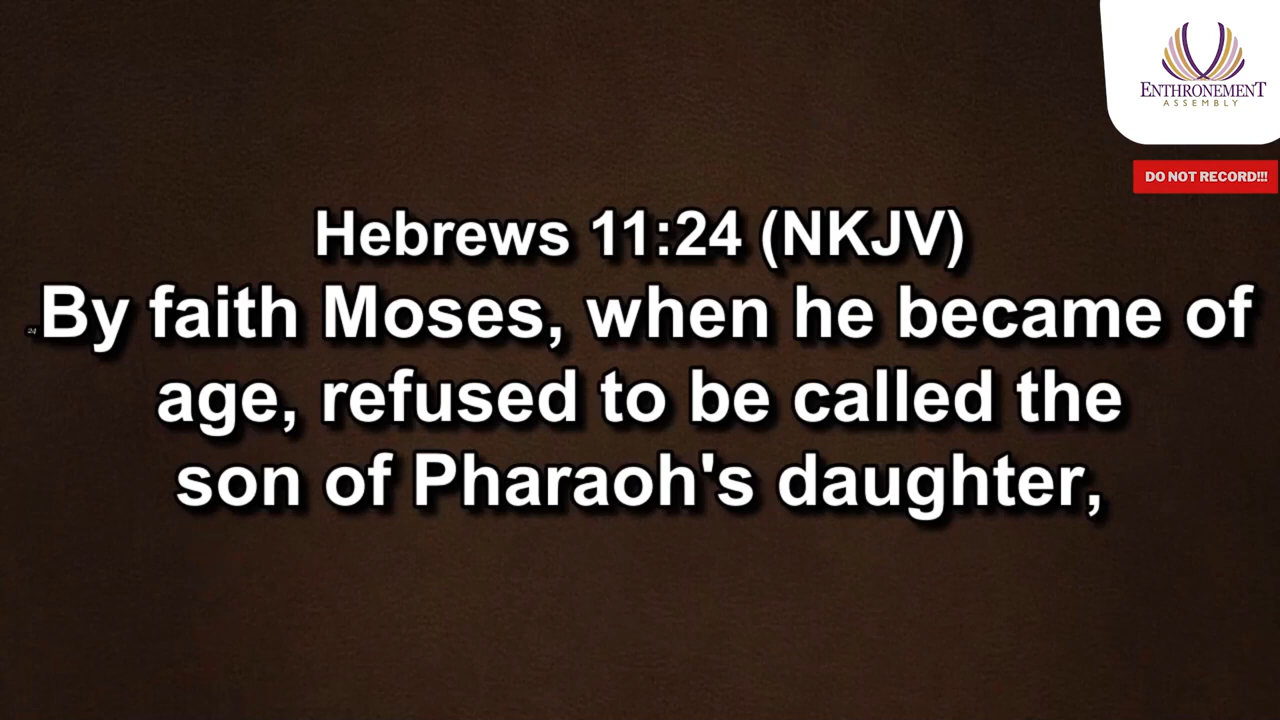 ENTHRONEMENT
ASSEMBLY
DO NOT RECORD!!!
Hebrews 11:24 (NKJV)
24 By faith Moses, when he became of
age, refused to be called the
son of Pharaoh's daughter,